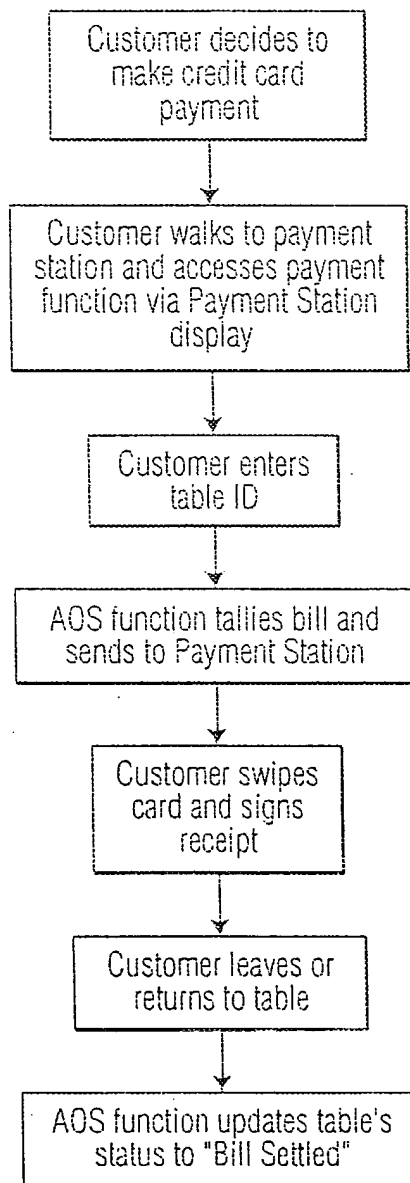 Customer decides to
make credit card
payment
Customer walks to payment
station and accesses payment
function via Payment Station
display
Customer enters
table ID
AOS function tallies bill and
sends to Payment Station
Customer swipes
card and signs
receipt
Customer leaves or
returns to table
AOS function updates table's
status to "Bill Settled"